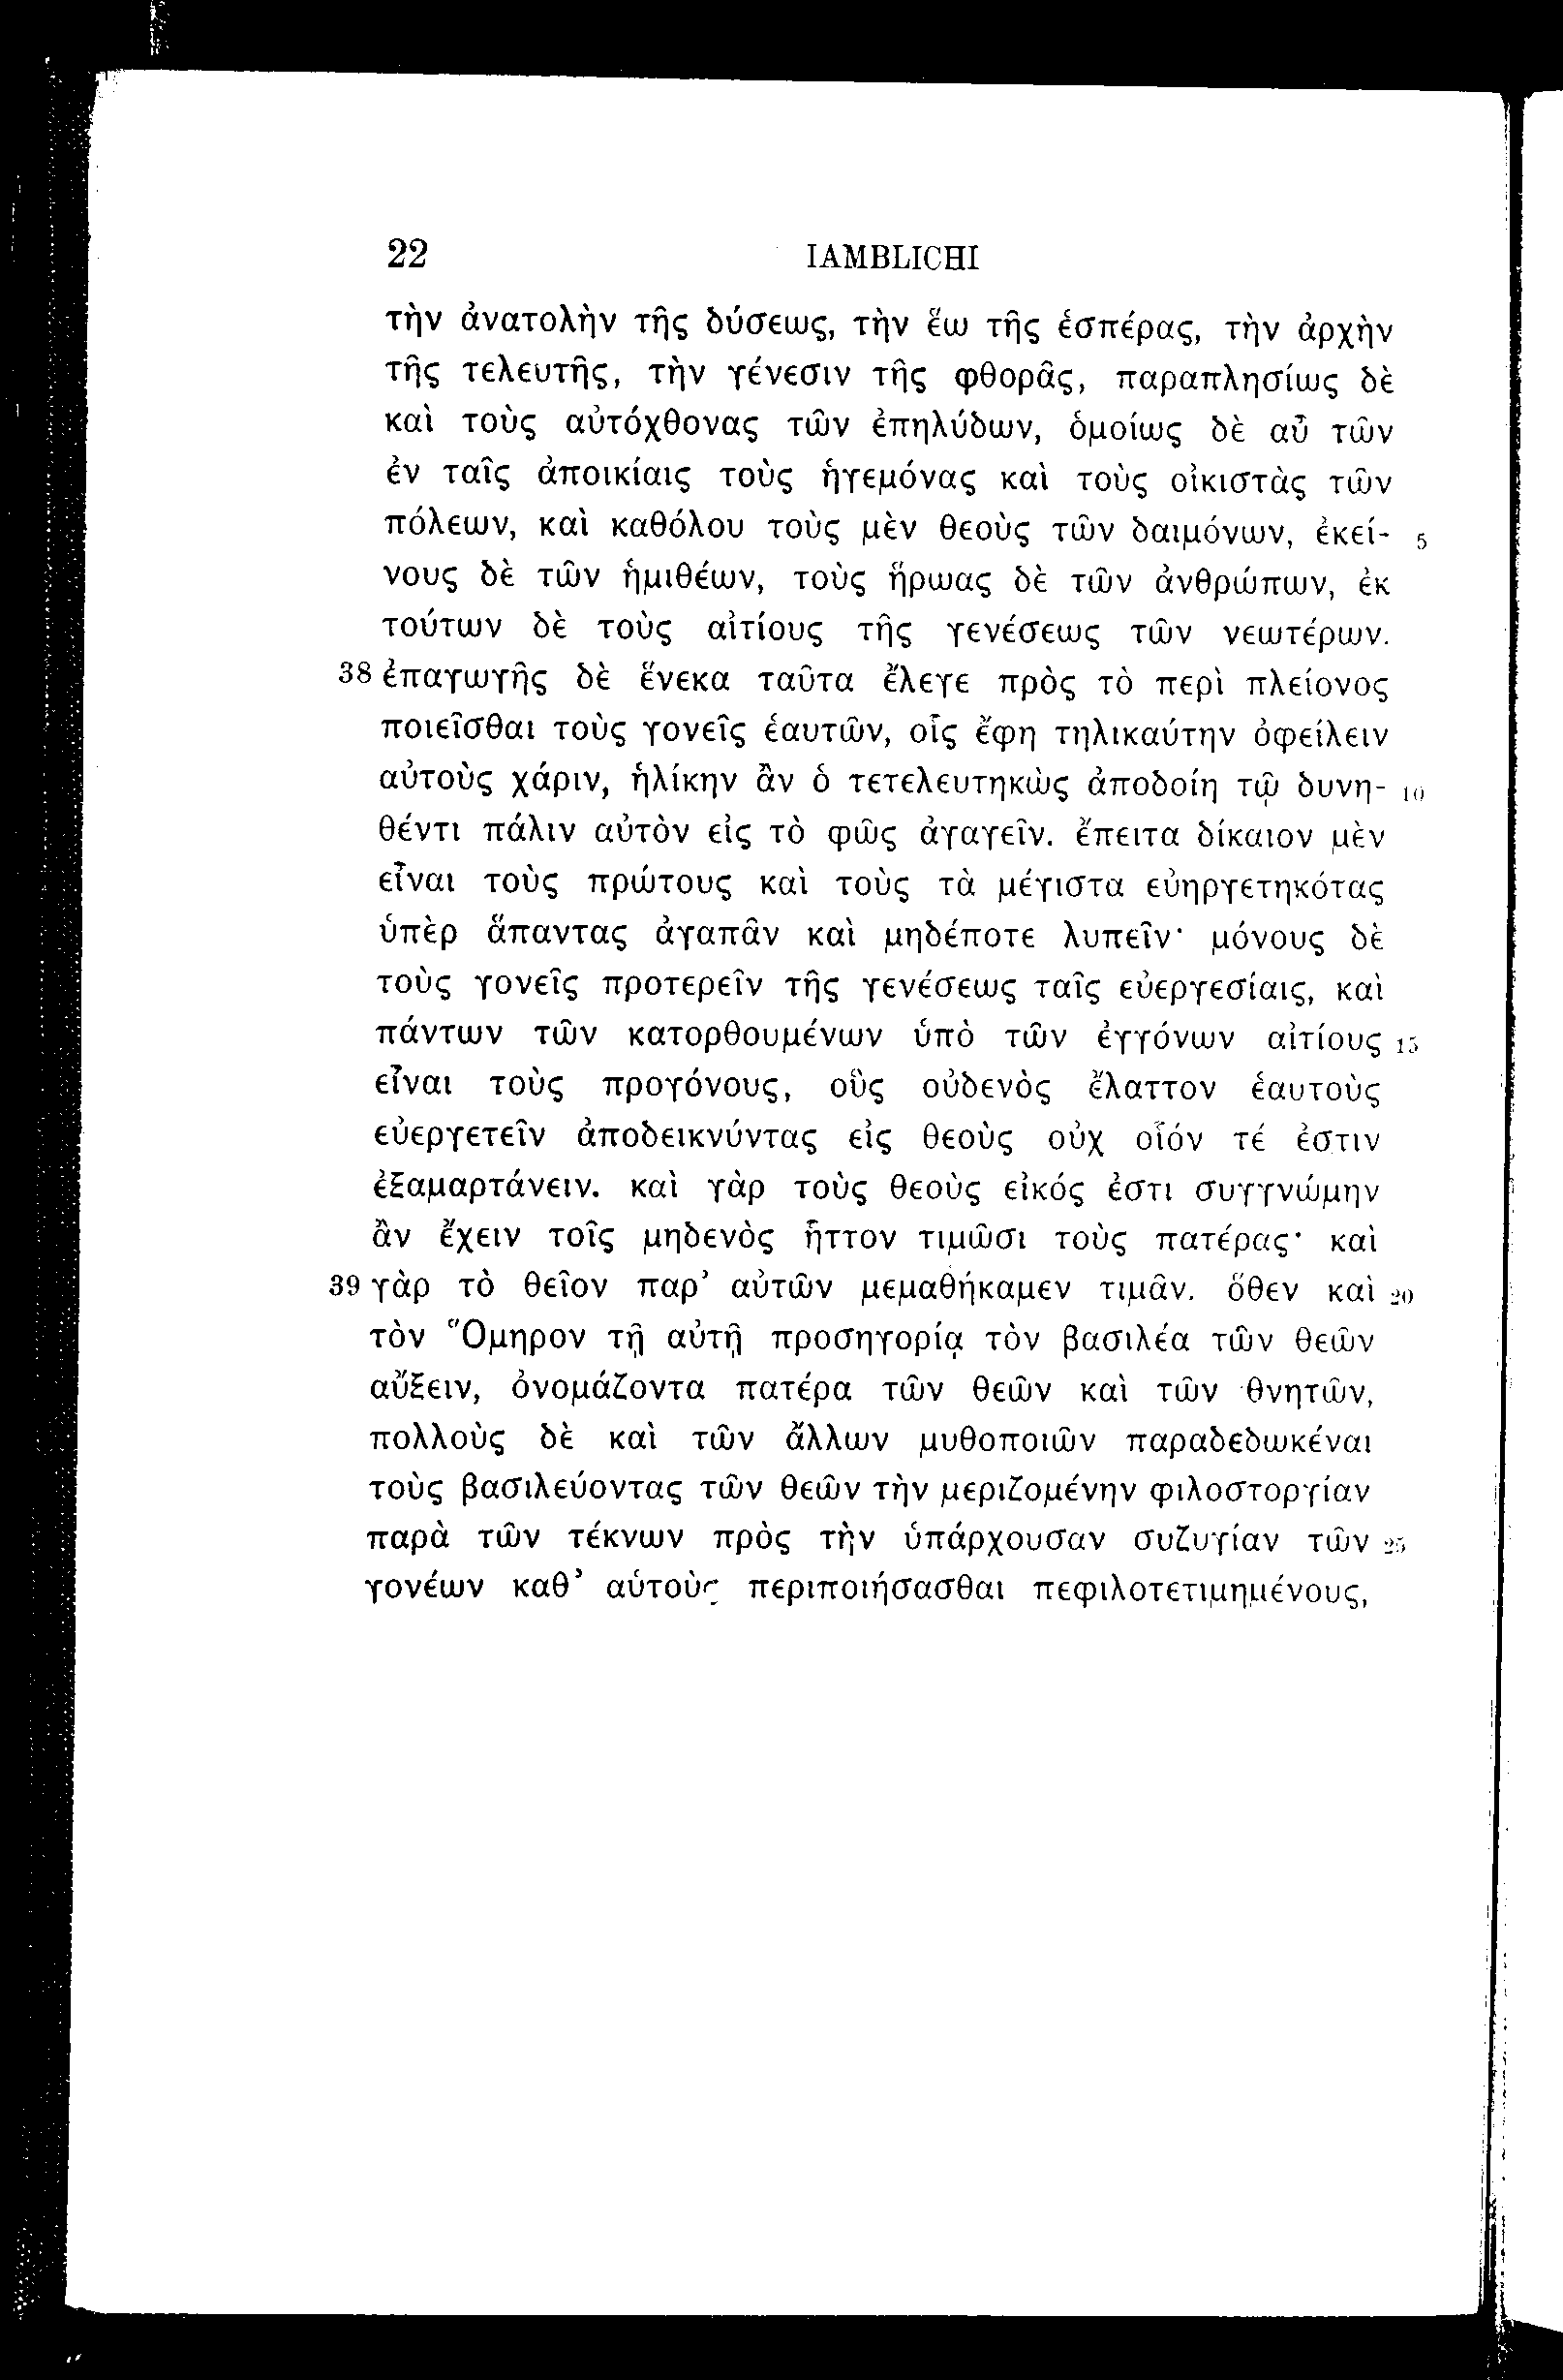 22 IAMBLICHI
τὴν ἀνατολὴν τῆς δύσεως, τὴν ἕω τῆς ἑσπέρας, τὴν ἀρχὴν
τῆς τελευτῆς, τὴν γένεσιν τῆς φθορᾶς, παραπλησίως δὲ
καὶ τοὺς αὐτόχθονας τῶν ἐπηλύδων, ὁμοίως δὲ αὖ τῶν
ἐν ταῖς ἀποικίαις τοὺς ἡγεμόνας καὶ τοὺς οἰκιστὰς τῶν
πόλεων, καὶ καθόλου τοὺς μὲν θεοὺς τῶν δαιμόνων, ἐκεί- 5
νους δὲ τῶν ἡμιθέων, τοὺς ἥρωας δὲ τῶν ἀνθρώπων, ἐκ
τούτων δὲ τοὺς αἰτίους τῆς γενέσεως τῶν νεωτέρων.
38 ἐπαγωγῆς δὲ ἕνεκα ταῦτα ἔλεγε πρὸς τὸ περὶ πλείονος
ποιεῖσθαι τοὺς γονεῖς ἑαυτῶν, οἷς ἔφη τηλικαύτην ὀφείλειν
αὐτοὺς χάριν, ἡλίκην ἂν ὁ τετελευτηκὼς ἀποδοίη τῷ δυνη- 10
θέντι πάλιν αὐτὸν εἰς τὸ φῶς ἀγαγεῖν. ἔπειτα δίκαιον μὲν
εἶναι τοὺς πρώτους καὶ τοὺς τὰ μέγιστα εὐηργετηκότας
ὑπὲρ ἅπαντας ἀγαπᾶν καὶ μηδέποτε λυπεῖν· μόνους δὲ
τοὺς γονεῖς προτερεῖν τῆς γενέσεως ταῖς εὐεργεσίαις, καὶ
πάντων τῶν κατορθουμένων ὑπὸ τῶν ἐγγόνων αἰτίους 15
εἶναι τοὺς προγόνους, οὓς οὐδενὸς ἔλαττον ἑαυτοὺς
εὐεργετεῖν ἀποδεικνύντας εἰς θεοὺς οὐχ οἷόν τέ ἐστιν
ἐξαμαρτάνειν. καὶ γὰρ τοὺς θεοὺς εἰκός ἐστι συγγνώμην
ἂν ἔχειν τοῖς μηδενὸς ἧττον τιμῶσι τοὺς πατέρας· καὶ
39 γὰρ τὸ θεῖον παρ’ αὐτῶν μεμαθήκαμεν τιμᾶν. ὅθεν καὶ 20
τὸν Ὅμηρον τῇ αὐτῇ προσηγορίᾳ τὸν βασιλέα τῶν θεῶν
αὔξειν, ὀνομάζοντα πατέρα τῶν θεῶν καὶ τῶν θνητῶν,
πολλοὺς δὲ καὶ τῶν ἄλλων μυθοποιῶν παραδεδωκέναι
τοὺς βασιλεύοντας τῶν θεῶν τὴν μεριζομένην φιλοστοργίαν
παρὰ τῶν τέκνων πρὸς τὴν ὑπάρχουσαν συζυγίαν τῶν 25
γονέων καθ’ αὑτοὺς περιποιήσασθαι πεφιλοτετιμημένους,